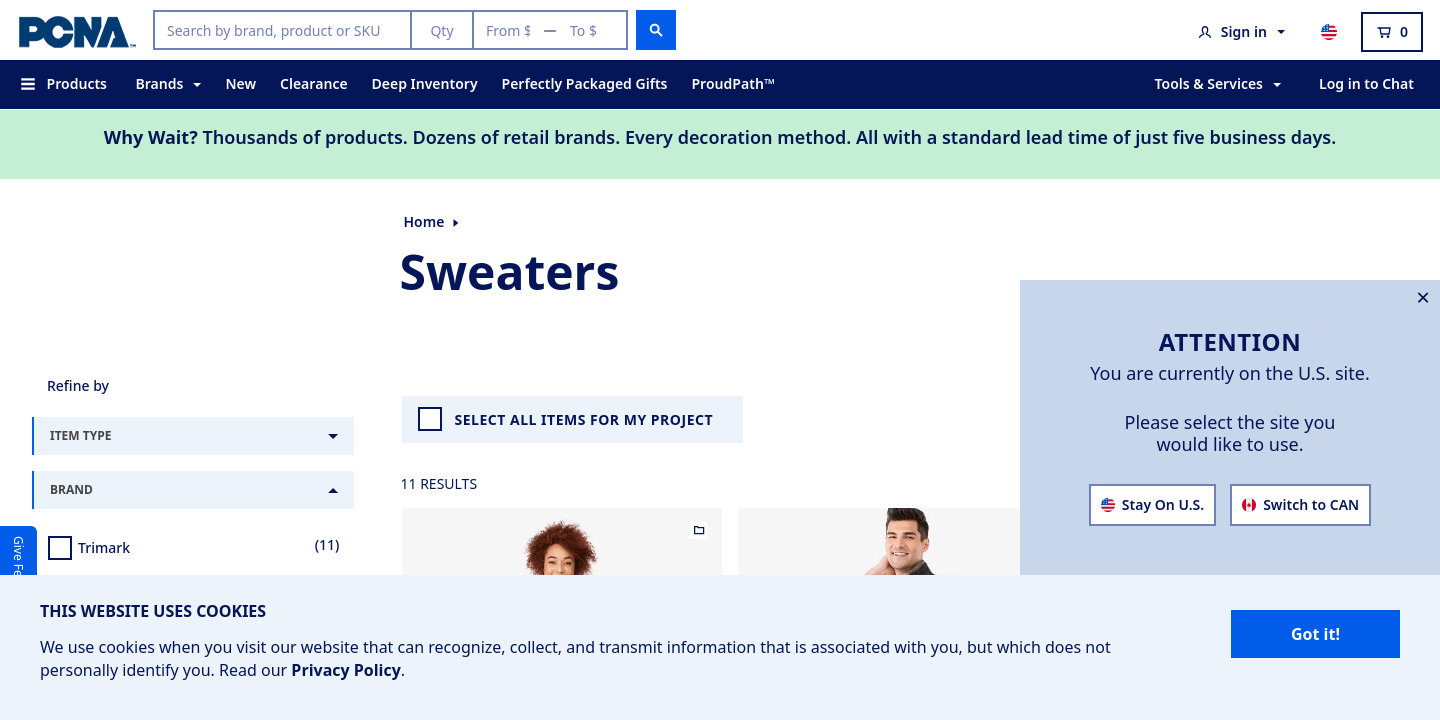 PCNA™
Search by brand, product or SKU
Qty
From $ — To $
Sign in
0
Products
Brands
New
Clearance
Deep Inventory
Perfectly Packaged Gifts
ProudPath™
Tools & Services
Log in to Chat
Why Wait? Thousands of products. Dozens of retail brands. Every decoration method. All with a standard lead time of just five business days.
Home
Sweaters
ATTENTION
You are currently on the U.S. site.
Please select the site you
would like to use.
Stay On U.S.
Switch to CAN
Refine by
ITEM TYPE
BRAND
Trimark
(11)
SELECT ALL ITEMS FOR MY PROJECT
11 RESULTS
Give Fe
THIS WEBSITE USES COOKIES
We use cookies when you visit our website that can recognize, collect, and transmit information that is associated with you, but which does not
personally identify you. Read our Privacy Policy.
Got it!